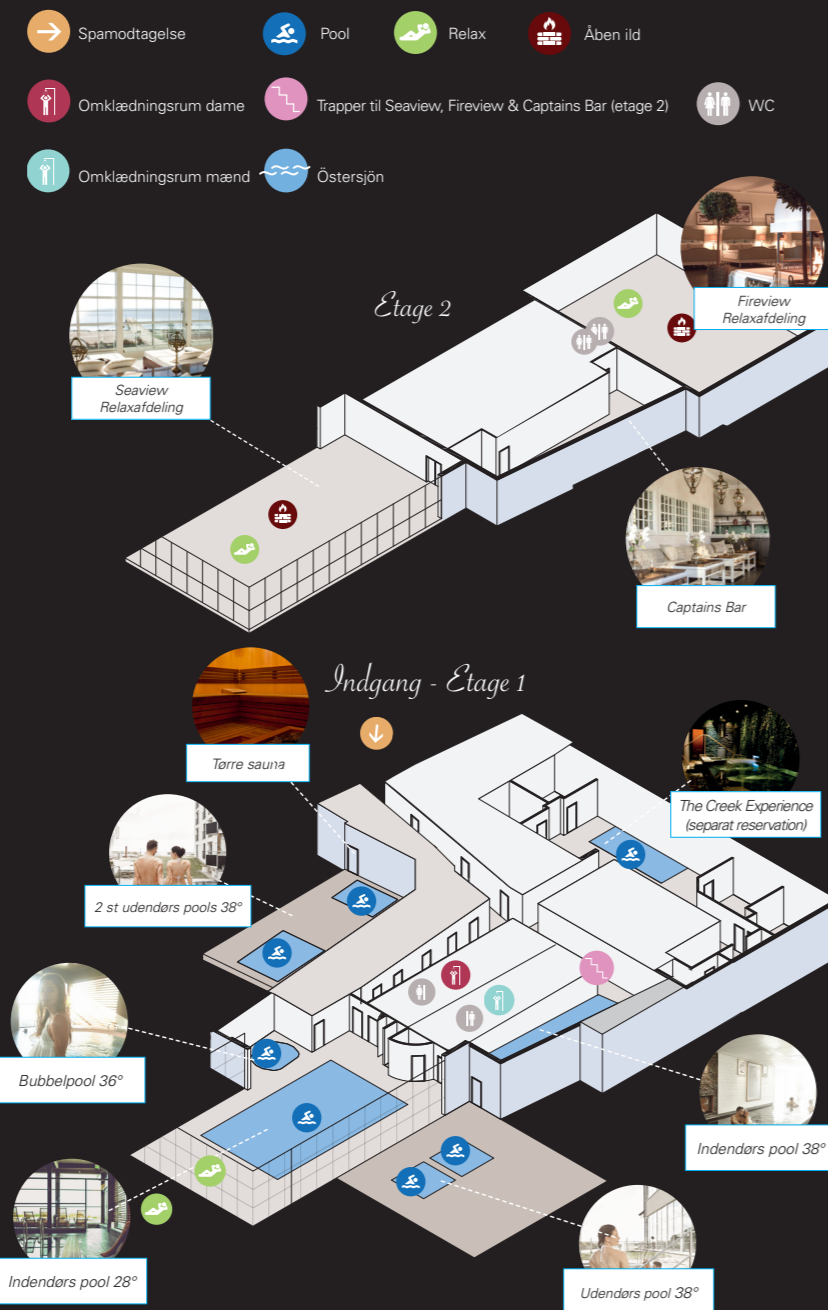 Spamodtagelse
Pool
Relax
Åben ild
Omklædningsrum dame
Trapper til Seaview, Fireview & Captains Bar (etage 2)
WC
Omklædningsrum mænd
Östersjön
Etage 2
Fireview
Relaxafdeling
Seaview
Relaxafdeling
Captains Bar
Indgang - Etage 1
Tørre sauna
The Creek Experience
(separat reservation)
2 st udendørs pools 38°
Bubbelpool 36°
Indendørs pool 38°
Indendørs pool 28°
Udendørs pool 38°